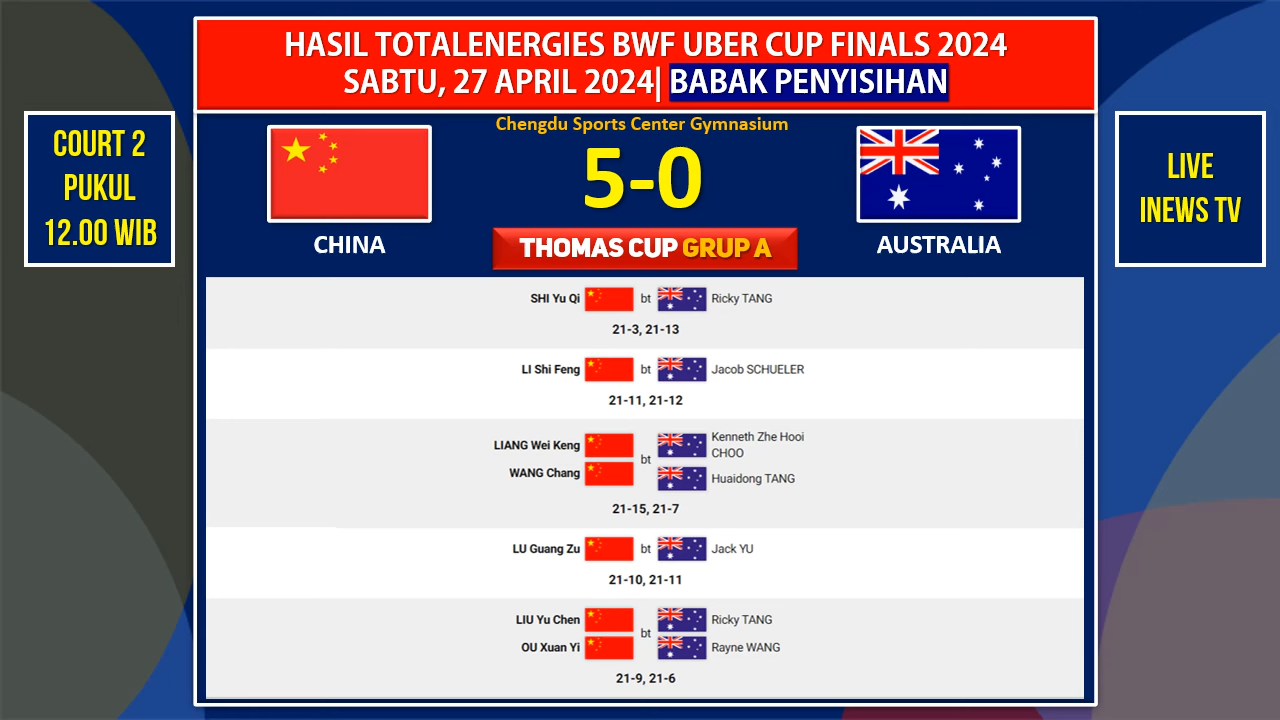 HASIL TOTALENERGIES BWF UBER CUP FINALS 2024
SABTU, 27 APRIL 2024| BABAK PENYISIHAN
COURT 2
PUKUL
12.00 WIB
Chengdu Sports Center Gymnasium
5-0
LIVE
INEWS TV
CHINA
THOMAS CUP GRUP A
AUSTRALIA
SHI Yu Qi bt Ricky TANG
21-3, 21-13
LI Shi Feng bt Jacob SCHUELER
21-11, 21-12
LIANG Wei Keng
WANG Chang
bt
Kenneth Zhe Hooi
CHOO
Huaidong TANG
21-15, 21-7
LU Guang Zu bt Jack YU
21-10, 21-11
LIU Yu Chen
OU Xuan Yi
bt
Ricky TANG
Rayne WANG
21-9, 21-6